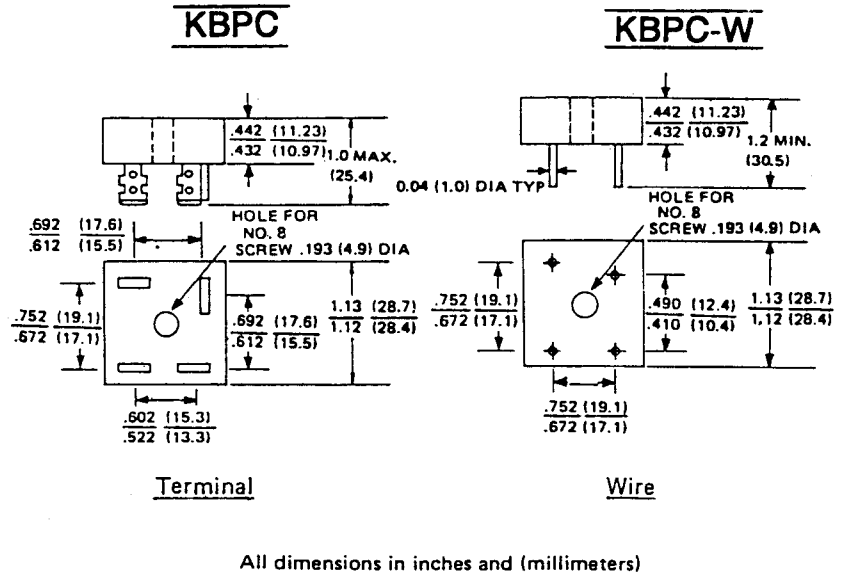 KBPC
.442 (11.23)
.432 (10.97)
1.0 MAX.
(25.4)
.692 (17.6)
.612 (15.5)
HOLE FOR
NO. 8
SCREW .193 (4.9) DIA
.752 (19.1)
.672 (17.1)
.692 (17.6)
.612 (15.5)
1.13 (28.7)
1.12 (28.4)
.602 (15.3)
.522 (13.3)
Terminal
KBPC-W
.442 (11.23)
.432 (10.97)
1.2 MIN.
(30.5)
0.04 (1.0) DIA TYP
HOLE FOR
NO. 8
SCREW .193 (4.9) DIA
.752 (19.1)
.672 (17.1)
.490 (12.4)
.410 (10.4)
1.13 (28.7)
1.12 (28.4)
.752 (19.1)
.672 (17.1)
Wire
All dimensions in inches and (millimeters)